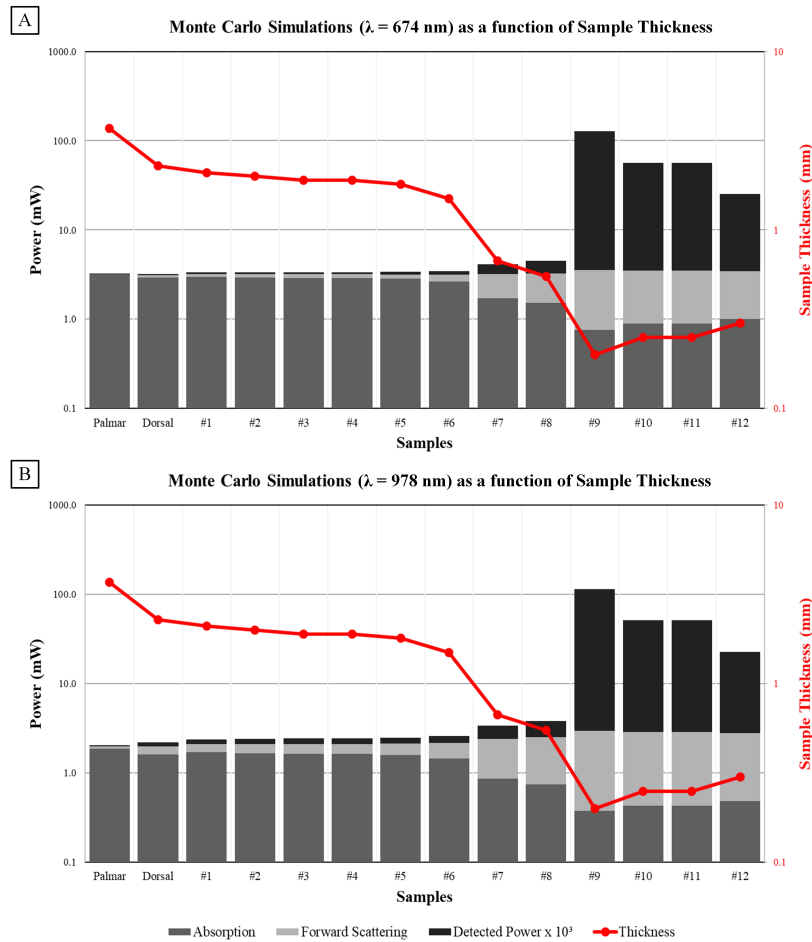 A
Monte Carlo Simulations (λ = 674 nm) as a function of Sample Thickness
1000.0
100.0
10.0
1.0
0.1
Power (mW)
10
1
0.1
Sample Thickness (mm)
Palmar Dorsal #1 #2 #3 #4 #5 #6 #7 #8 #9 #10 #11 #12
Samples
B
Monte Carlo Simulations (λ = 978 nm) as a function of Sample Thickness
1000.0
100.0
10.0
1.0
0.1
Power (mW)
10
1
0.1
Sample Thickness (mm)
Palmar Dorsal #1 #2 #3 #4 #5 #6 #7 #8 #9 #10 #11 #12
Samples
Absorption Forward Scattering Detected Power x 10³ Thickness